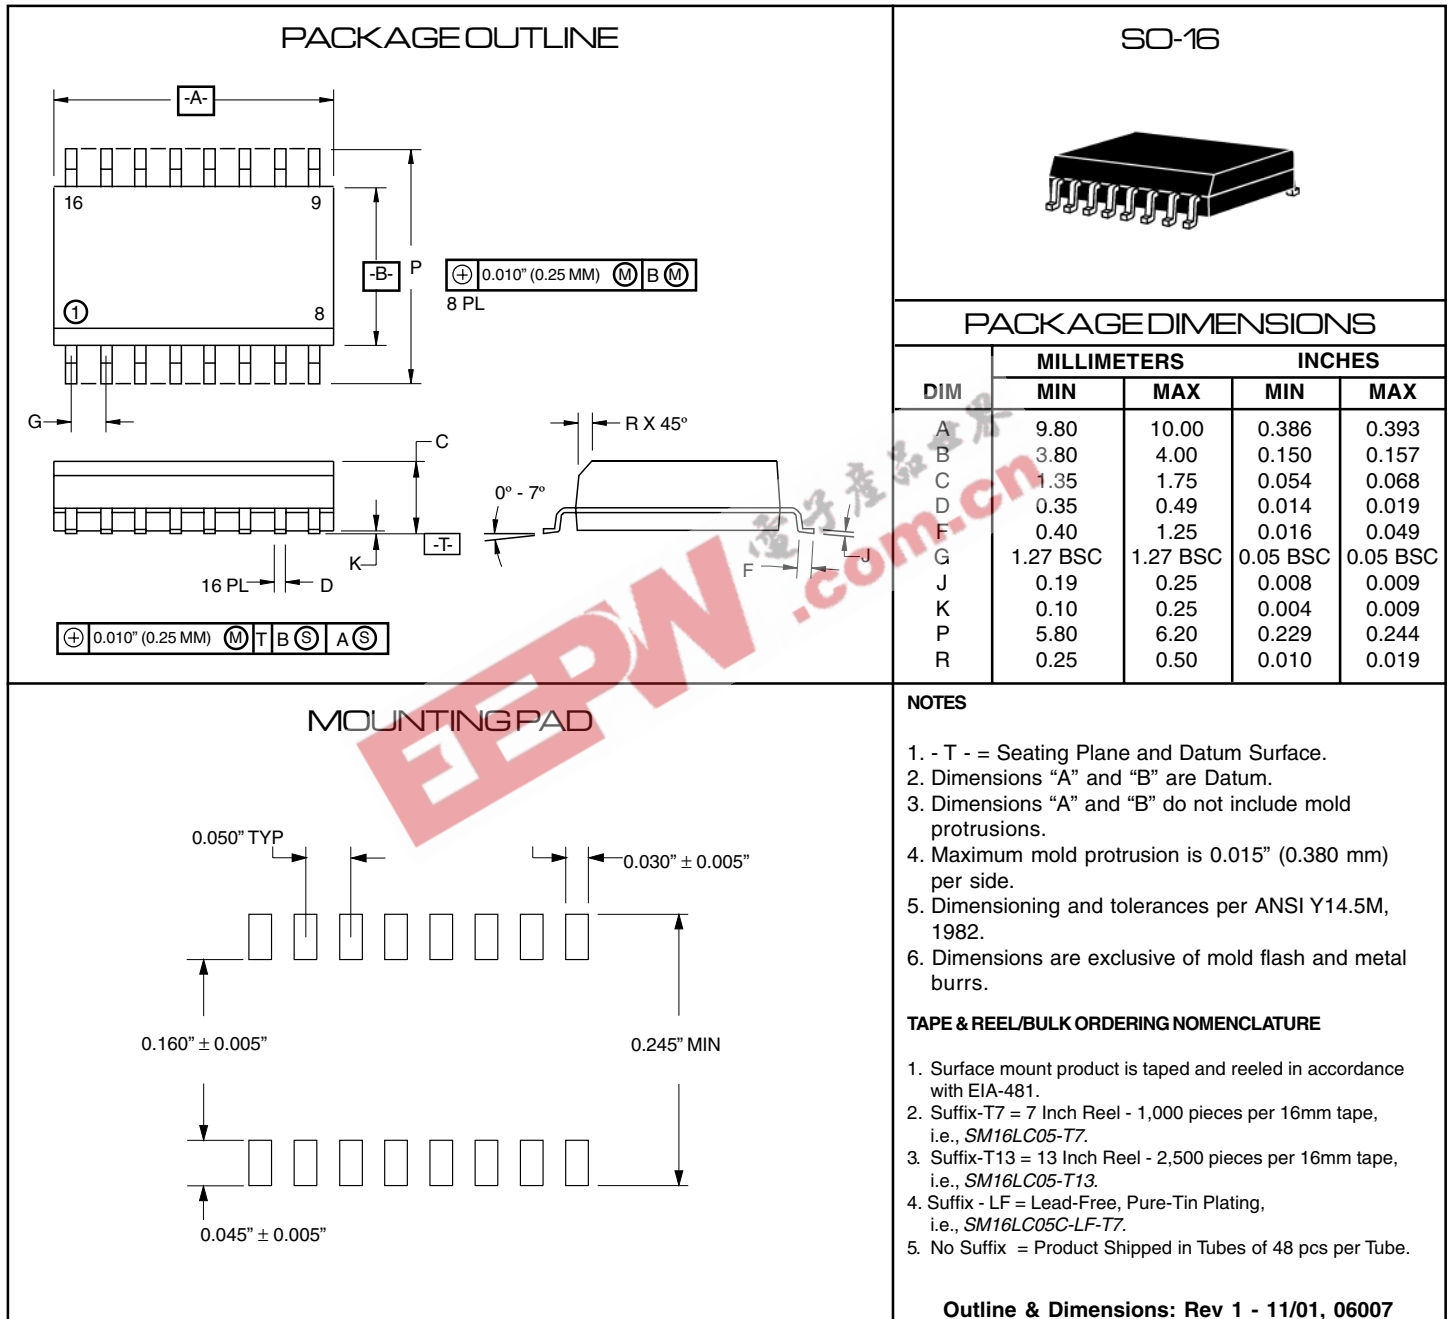 PACKAGE OUTLINE
-A-
16
9
-B-
P
0.010” (0.25 MM) M B M
8 PL
1
8
G
C
R X 45º
0º - 7º
-T-
K
J
F
16 PL
D
0.010” (0.25 MM) M T B S A S
SO-16
PACKAGE DIMENSIONS
MILLIMETERS INCHES
DIM MIN MAX MIN MAX
A 9.80 10.00 0.386 0.393
B 3.80 4.00 0.150 0.157
C 1.35 1.75 0.054 0.068
D 0.35 0.49 0.014 0.019
F 0.40 1.25 0.016 0.049
G 1.27 BSC 1.27 BSC 0.05 BSC 0.05 BSC
J 0.19 0.25 0.008 0.009
K 0.10 0.25 0.004 0.009
P 5.80 6.20 0.229 0.244
R 0.25 0.50 0.010 0.019
電子產品世界
EEPW.com.cn
MOUNTING PAD
0.050” TYP
0.030” ± 0.005”
0.160” ± 0.005”
0.245” MIN
0.045” ± 0.005”
NOTES
1. - T - = Seating Plane and Datum Surface.
2. Dimensions “A” and “B” are Datum.
3. Dimensions “A” and “B” do not include mold
protrusions.
4. Maximum mold protrusion is 0.015” (0.380 mm)
per side.
5. Dimensioning and tolerances per ANSI Y14.5M,
1982.
6. Dimensions are exclusive of mold flash and metal
burrs.
TAPE & REEL/BULK ORDERING NOMENCLATURE
1. Surface mount product is taped and reeled in accordance
with EIA-481.
2. Suffix-T7 = 7 Inch Reel - 1,000 pieces per 16mm tape,
i.e., SM16LC05-T7.
3. Suffix-T13 = 13 Inch Reel - 2,500 pieces per 16mm tape,
i.e., SM16LC05-T13.
4. Suffix - LF = Lead-Free, Pure-Tin Plating,
i.e., SM16LC05C-LF-T7.
5. No Suffix = Product Shipped in Tubes of 48 pcs per Tube.
Outline & Dimensions: Rev 1 - 11/01, 06007